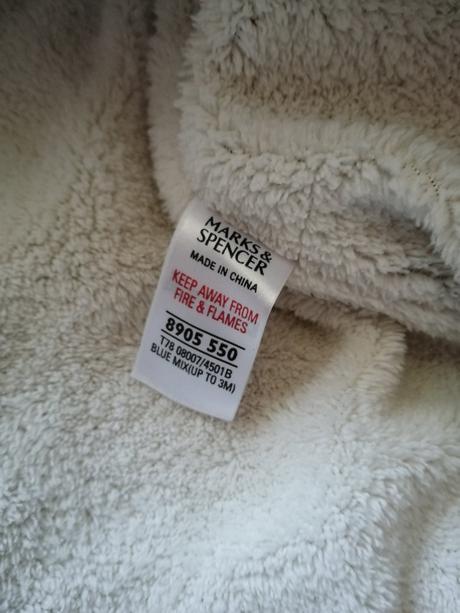 MARKS &
SPENCER
MADE IN CHINA
KEEP AWAY FROM
FIRE & FLAMES
8905 550
T78 08007/4501B
BLUE MIX(UP TO 3M)